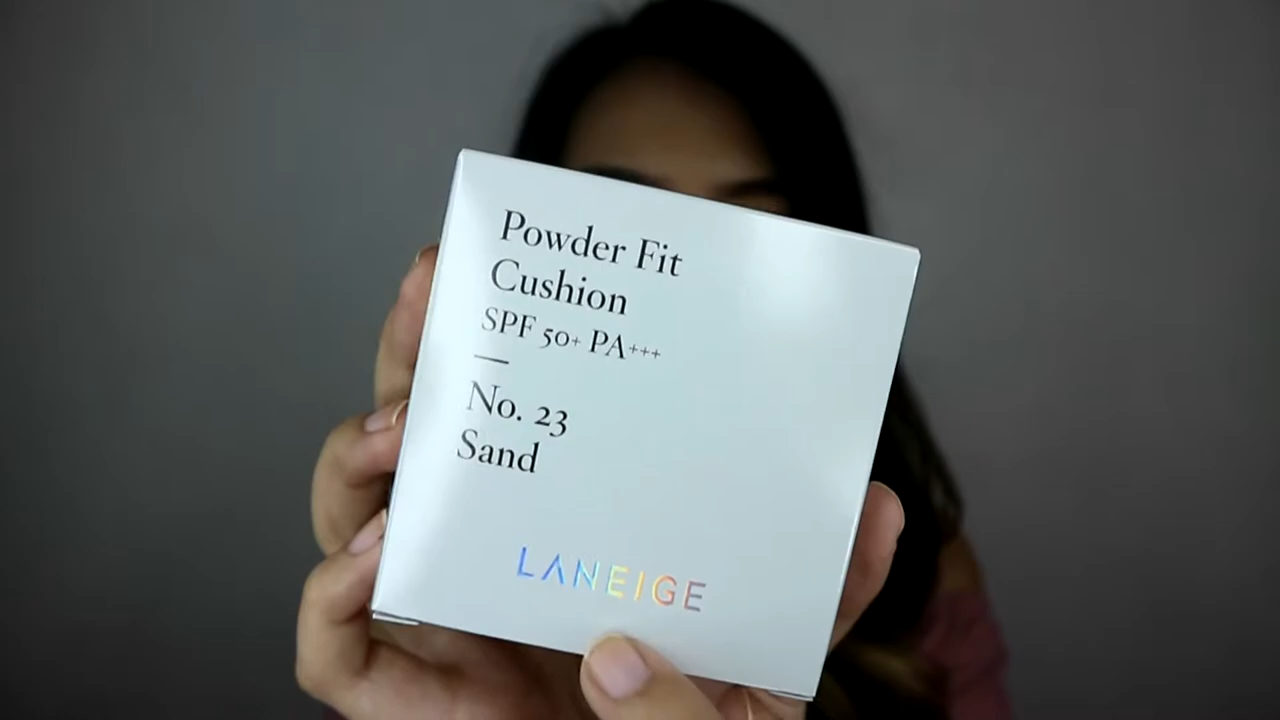 Powder Fit
Cushion
SPF 50+ PA+++
No. 23
Sand
LANEIGE